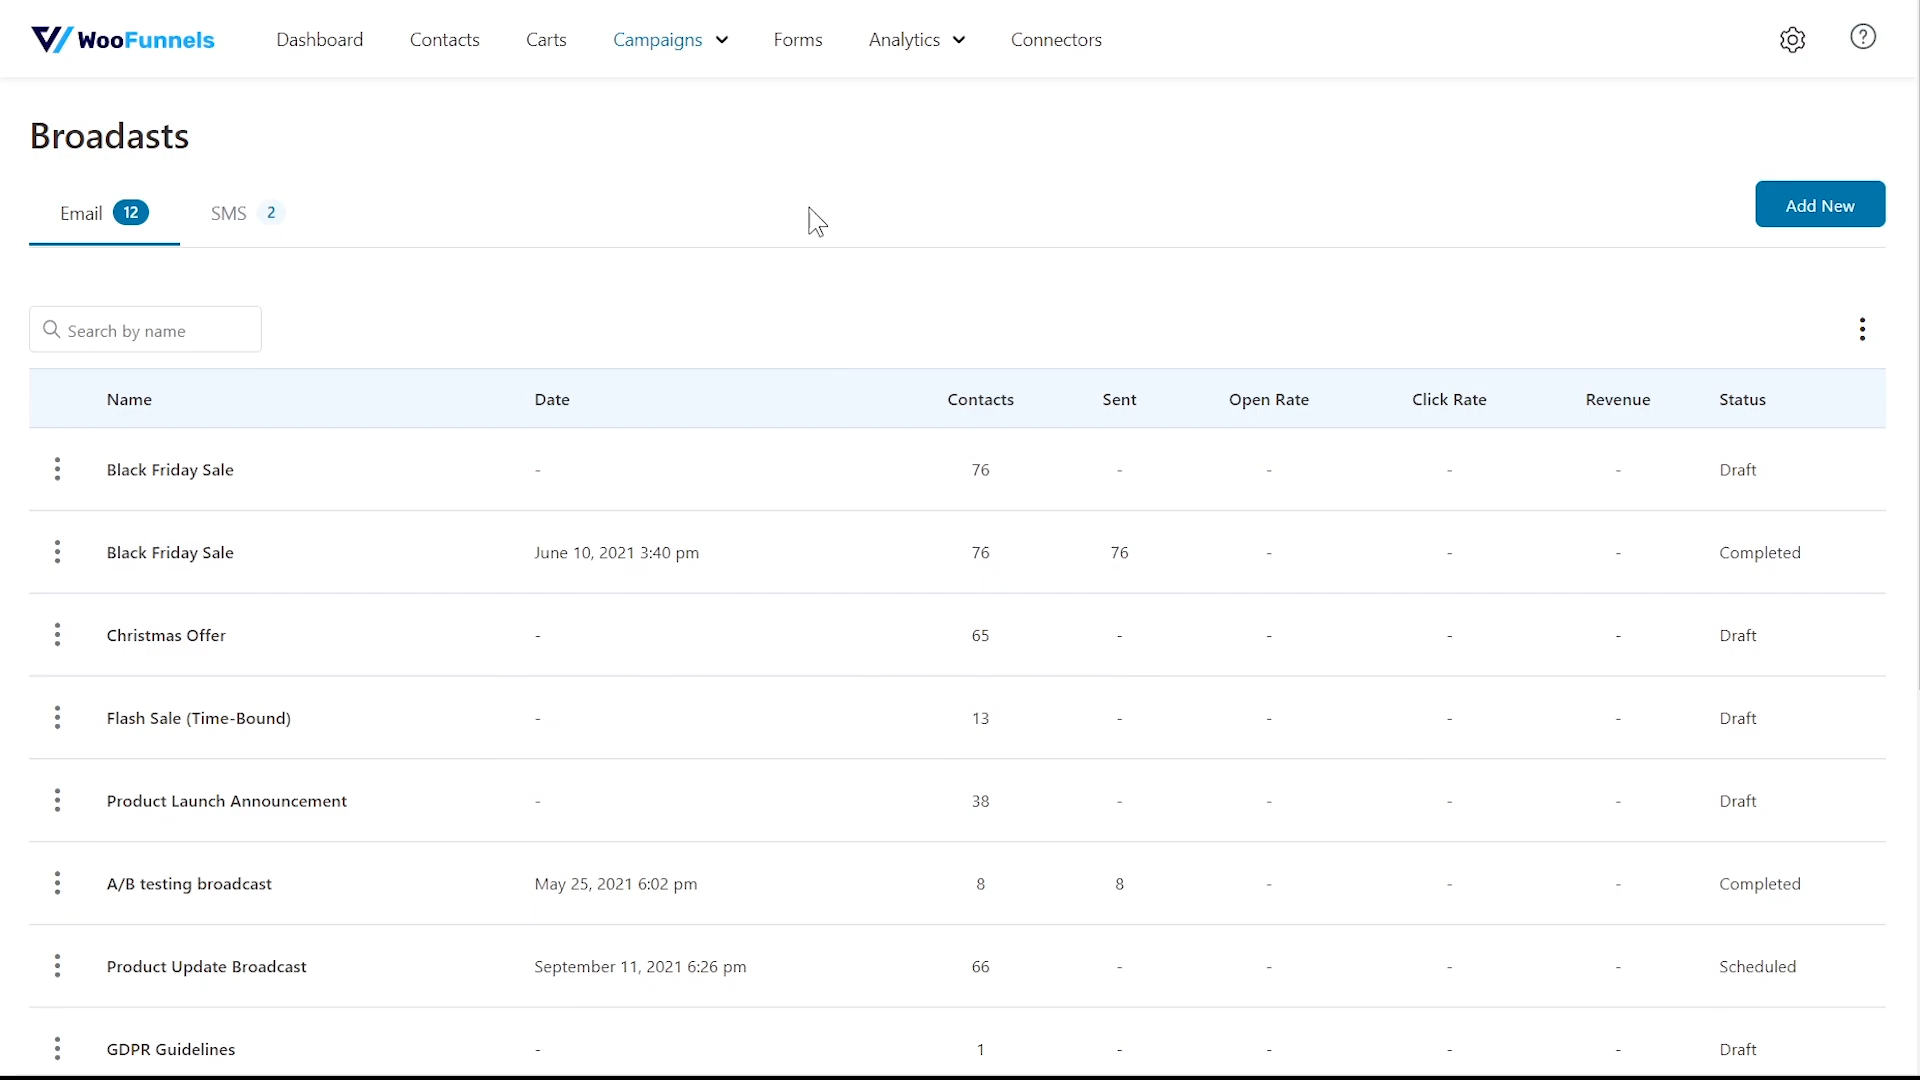 WooFunnels Dashboard Contacts Carts Campaigns Forms Analytics Connectors
Broadasts
Email 12 SMS 2 Add New
Search by name
Name Date Contacts Sent Open Rate Click Rate Revenue Status
Black Friday Sale - 76 - - - - Draft
Black Friday Sale June 10, 2021 3:40 pm 76 76 - - - Completed
Christmas Offer - 65 - - - - Draft
Flash Sale (Time-Bound) - 13 - - - - Draft
Product Launch Announcement - 38 - - - - Draft
A/B testing broadcast May 25, 2021 6:02 pm 8 8 - - - Completed
Product Update Broadcast September 11, 2021 6:26 pm 66 - - - - Scheduled
GDPR Guidelines - 1 - - - - Draft